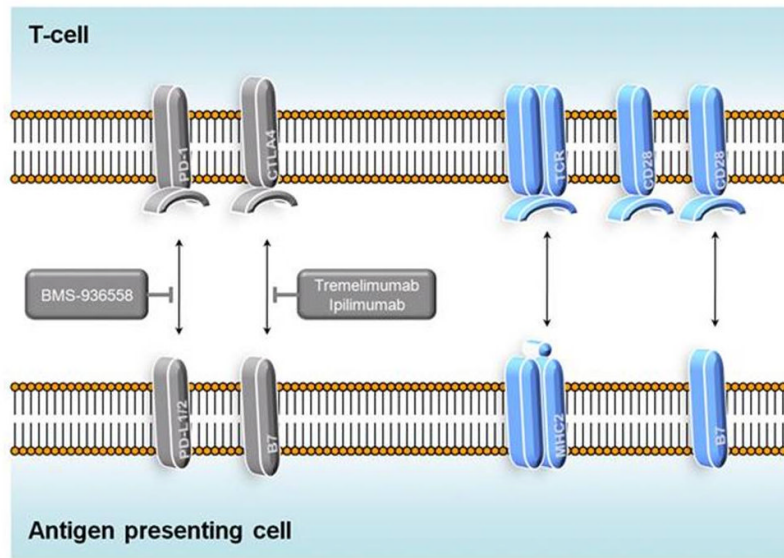 T-cell
PD-1
CTLA4
TCR
CD28
CD28
BMS-936558
Tremelimumab
Ipilimumab
PD-L1/2
B7
MHC2
B7
Antigen presenting cell